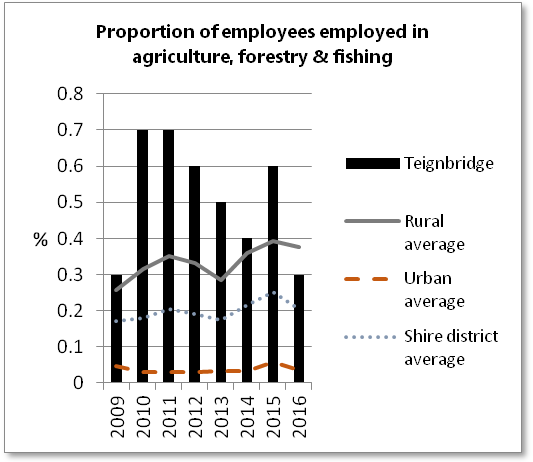 Proportion of employees employed in
agriculture, forestry & fishing
0.8
0.7
0.6
0.5
0.4
0.3
0.2
0.1
0
%
2009
2010
2011
2012
2013
2014
2015
2016
Teignbridge
Rural
average
Urban
average
Shire district
average